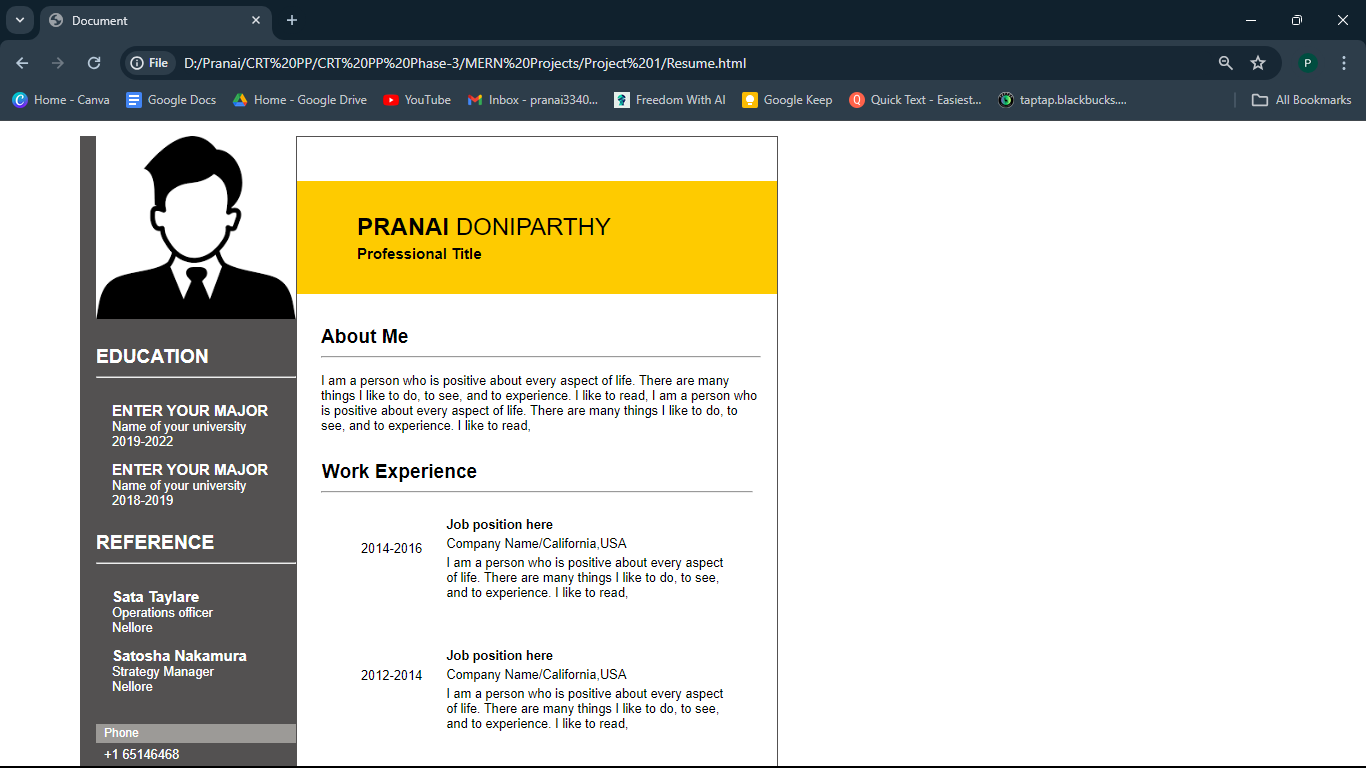 Document
File
D:/Pranai/CRT%20PP/CRT%20PP%20Phase-3/MERN%20Projects/Project%201/Resume.html
P
Home - Canva
Google Docs
Home - Google Drive
YouTube
Inbox - pranai3340...
Freedom With AI
Google Keep
Quick Text - Easiest...
taptap.blackbucks....
All Bookmarks
EDUCATION
ENTER YOUR MAJOR
Name of your university
2019-2022
ENTER YOUR MAJOR
Name of your university
2018-2019
REFERENCE
Sata Taylare
Operations officer
Nellore
Satosha Nakamura
Strategy Manager
Nellore
Phone
+1 65146468
PRANAI DONIPARTHY
Professional Title
About Me
I am a person who is positive about every aspect of life. There are many
things I like to do, to see, and to experience. I like to read, I am a person who
is positive about every aspect of life. There are many things I like to do, to
see, and to experience. I like to read,
Work Experience
2014-2016
Job position here
Company Name/California,USA
I am a person who is positive about every aspect
of life. There are many things I like to do, to see,
and to experience. I like to read,
2012-2014
Job position here
Company Name/California,USA
I am a person who is positive about every aspect
of life. There are many things I like to do, to see,
and to experience. I like to read,